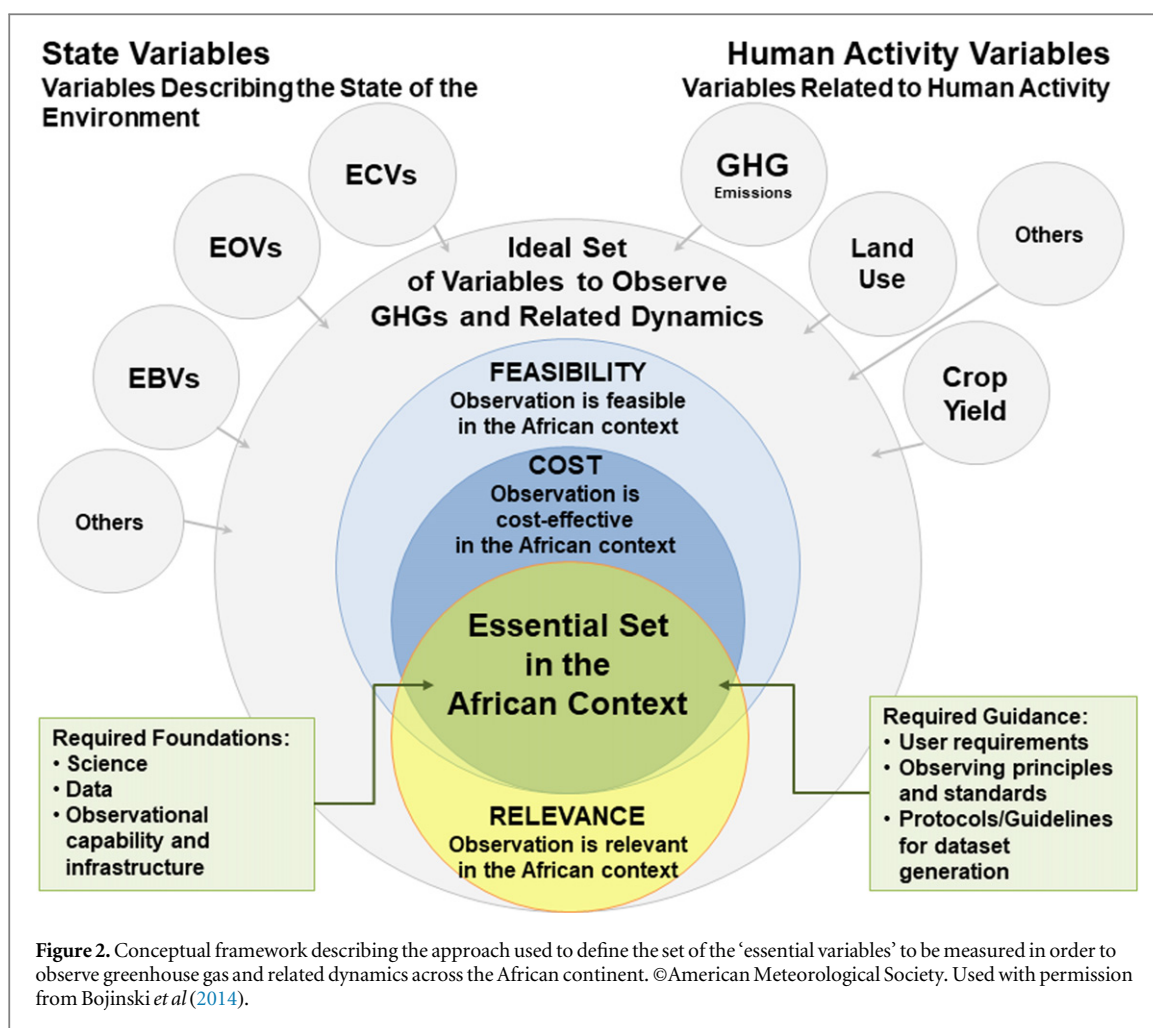 State Variables
Variables Describing the State of the
Environment
Human Activity Variables
Variables Related to Human Activity
ECVs
EOVs
EBVs
Others
GHG
Emissions
Land
Use
Others
Crop
Yield
Ideal Set
of Variables to Observe
GHGs and Related Dynamics
FEASIBILITY
Observation is feasible
in the African context
COST
Observation is
cost-effective
in the African context
Essential Set
in the
African Context
RELEVANCE
Observation is relevant
in the African context
Required Foundations:
• Science
• Data
• Observational
capability and
infrastructure
Required Guidance:
• User requirements
• Observing principles
and standards
• Protocols/Guidelines
for dataset
generation
Figure 2. Conceptual framework describing the approach used to define the set of the ‘essential variables’ to be measured in order to
observe greenhouse gas and related dynamics across the African continent. ©American Meteorological Society. Used with permission
from Bojinski et al (2014).